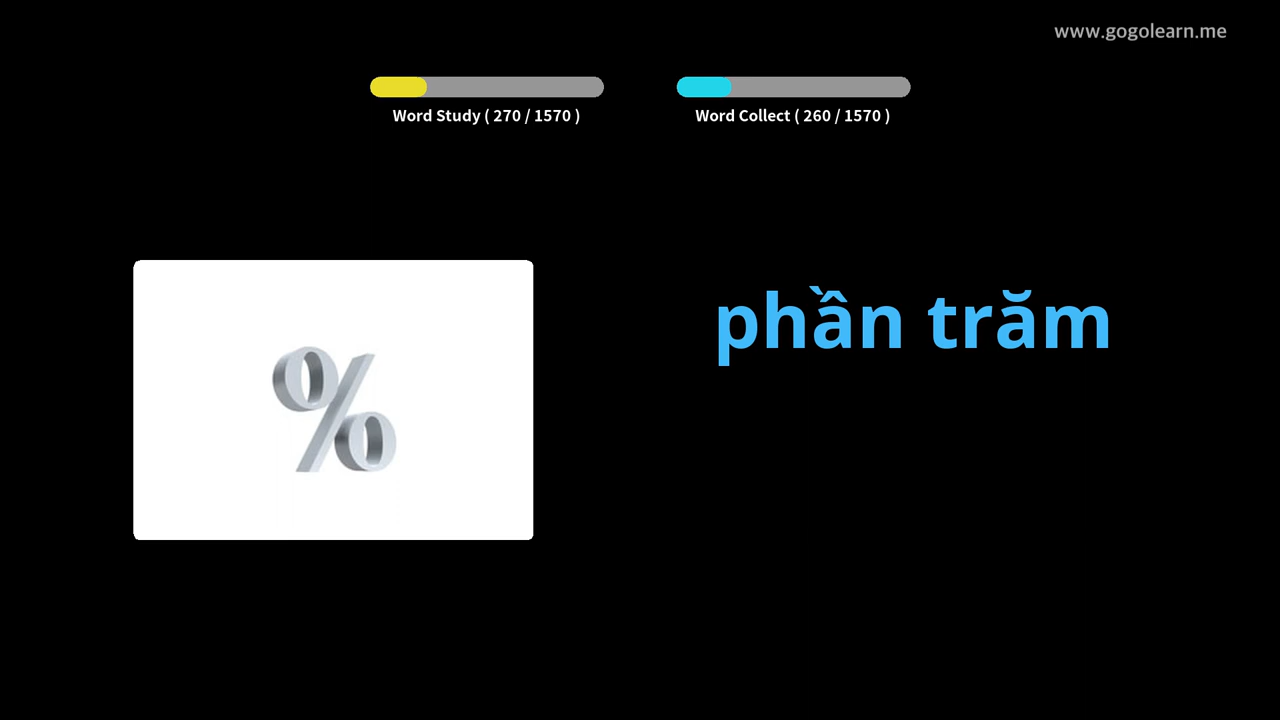 www.gogolearn.me
Word Study ( 270 / 1570 )
Word Collect ( 260 / 1570 )
%
phần trăm